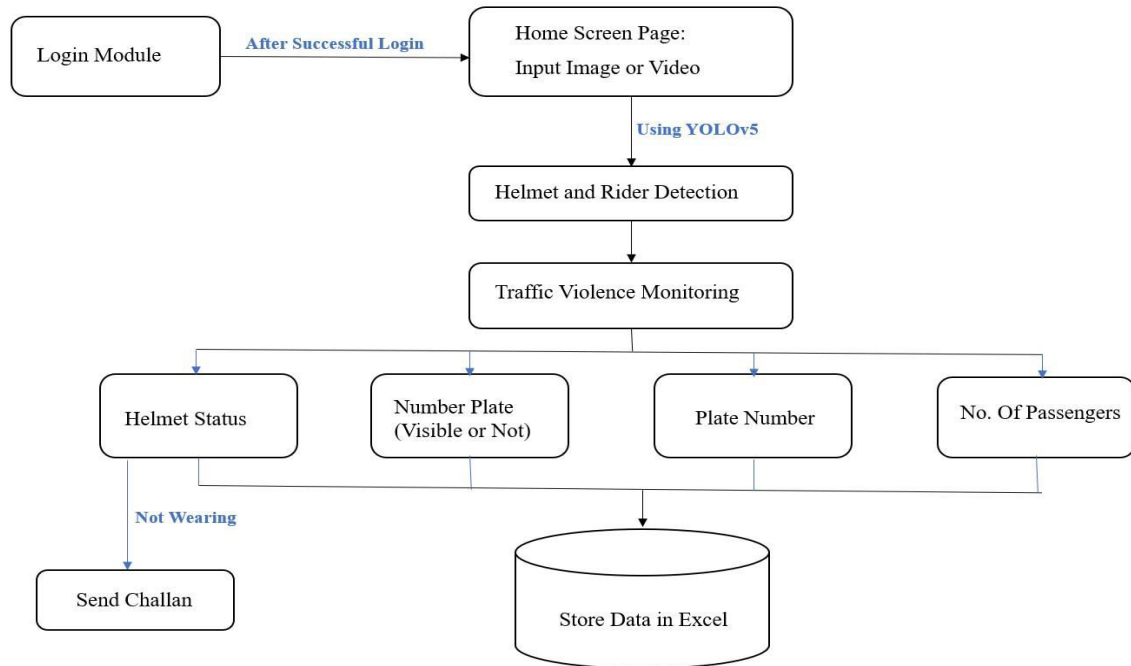 Login Module
After Successful Login
Home Screen Page:
Input Image or Video
Using YOLOv5
Helmet and Rider Detection
Traffic Violence Monitoring
Helmet Status
Number Plate
(Visible or Not)
Plate Number
No. Of Passengers
Not Wearing
Send Challan
Store Data in Excel